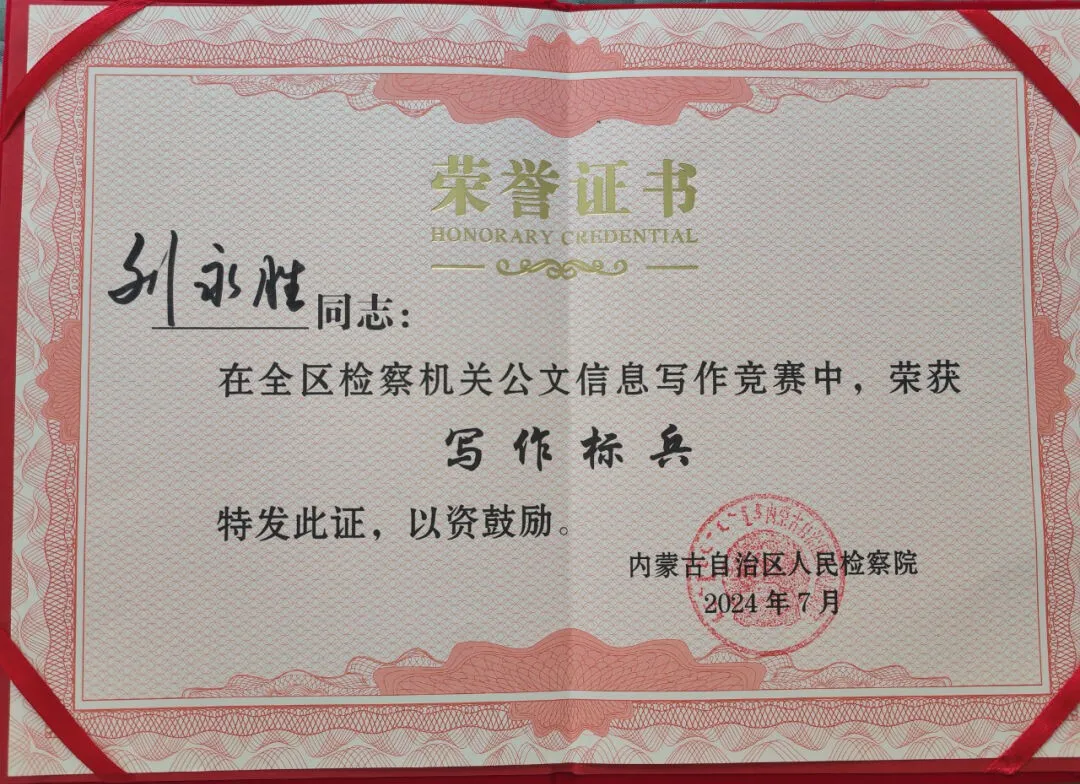 荣誉证书
HONORARY CREDENTIAL
刘永胜同志：
在全区检察机关公文信息写作竞赛中，荣获
写作标兵
特发此证，以资鼓励。
内蒙古自治区人民检察院
2024年7月